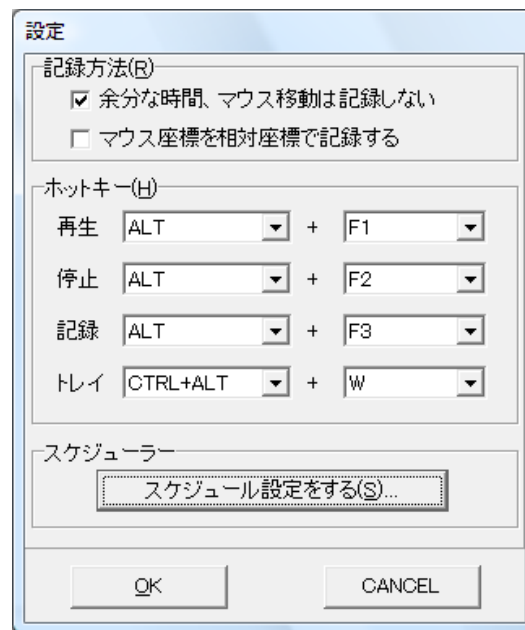 設定
記録方法(R)
余分な時間、マウス移動は記録しない
マウス座標を相対座標で記録する
ホットキー(H)
再生 ALT + F1
停止 ALT + F2
記録 ALT + F3
トレイ CTRL+ALT + W
スケジューラー
スケジュール設定をする(S)...
OK CANCEL